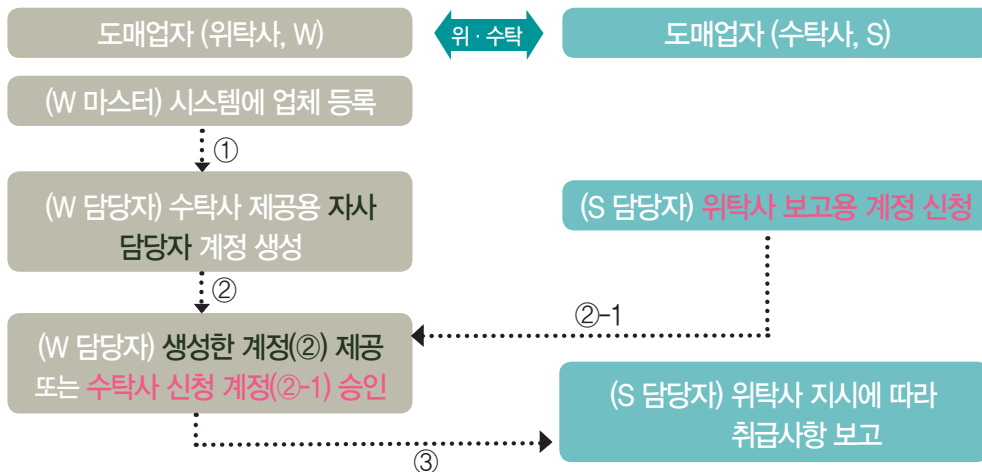 도매업자 (위탁사, W)
위 · 수탁
도매업자 (수탁사, S)
(W 마스터) 시스템에 업체 등록
①
(W 담당자) 수탁사 제공용 자사
담당자 계정 생성
(S 담당자) 위탁사 보고용 계정 신청
②
②-1
(W 담당자) 생성한 계정(②) 제공
또는 수탁사 신청 계정(②-1) 승인
(S 담당자) 위탁사 지시에 따라
취급사항 보고
③